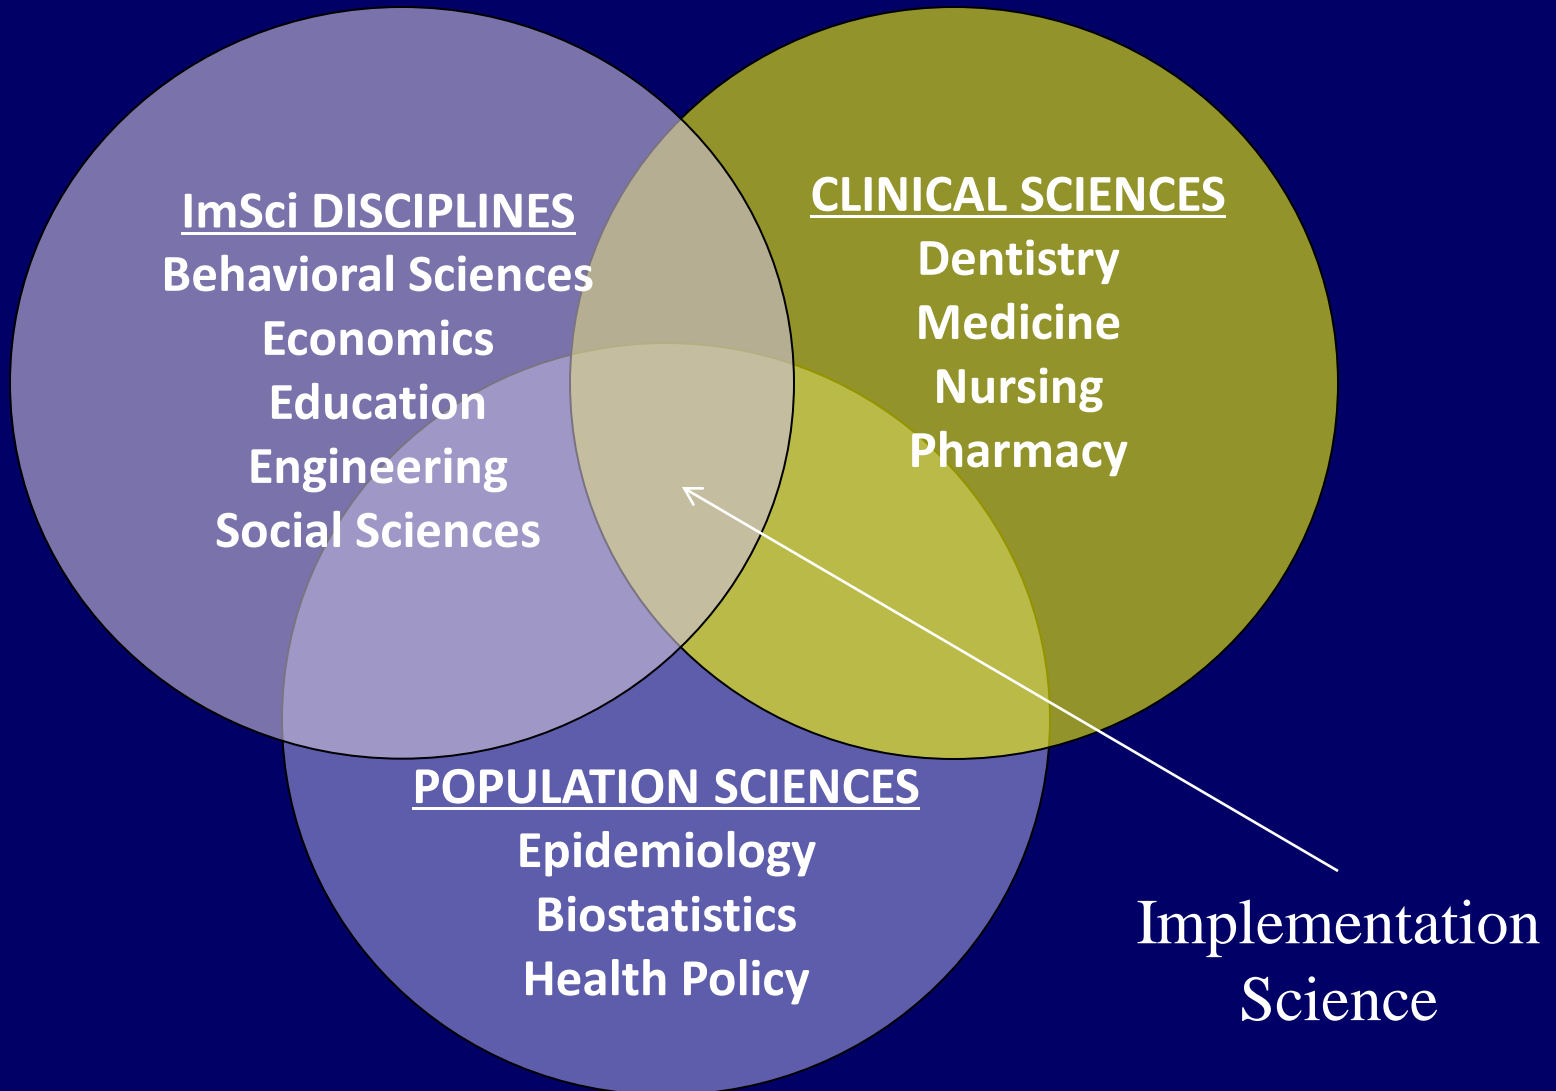 ImSci DISCIPLINES
Behavioral Sciences
Economics
Education
Engineering
Social Sciences
CLINICAL SCIENCES
Dentistry
Medicine
Nursing
Pharmacy
POPULATION SCIENCES
Epidemiology
Biostatistics
Health Policy
Implementation
Science